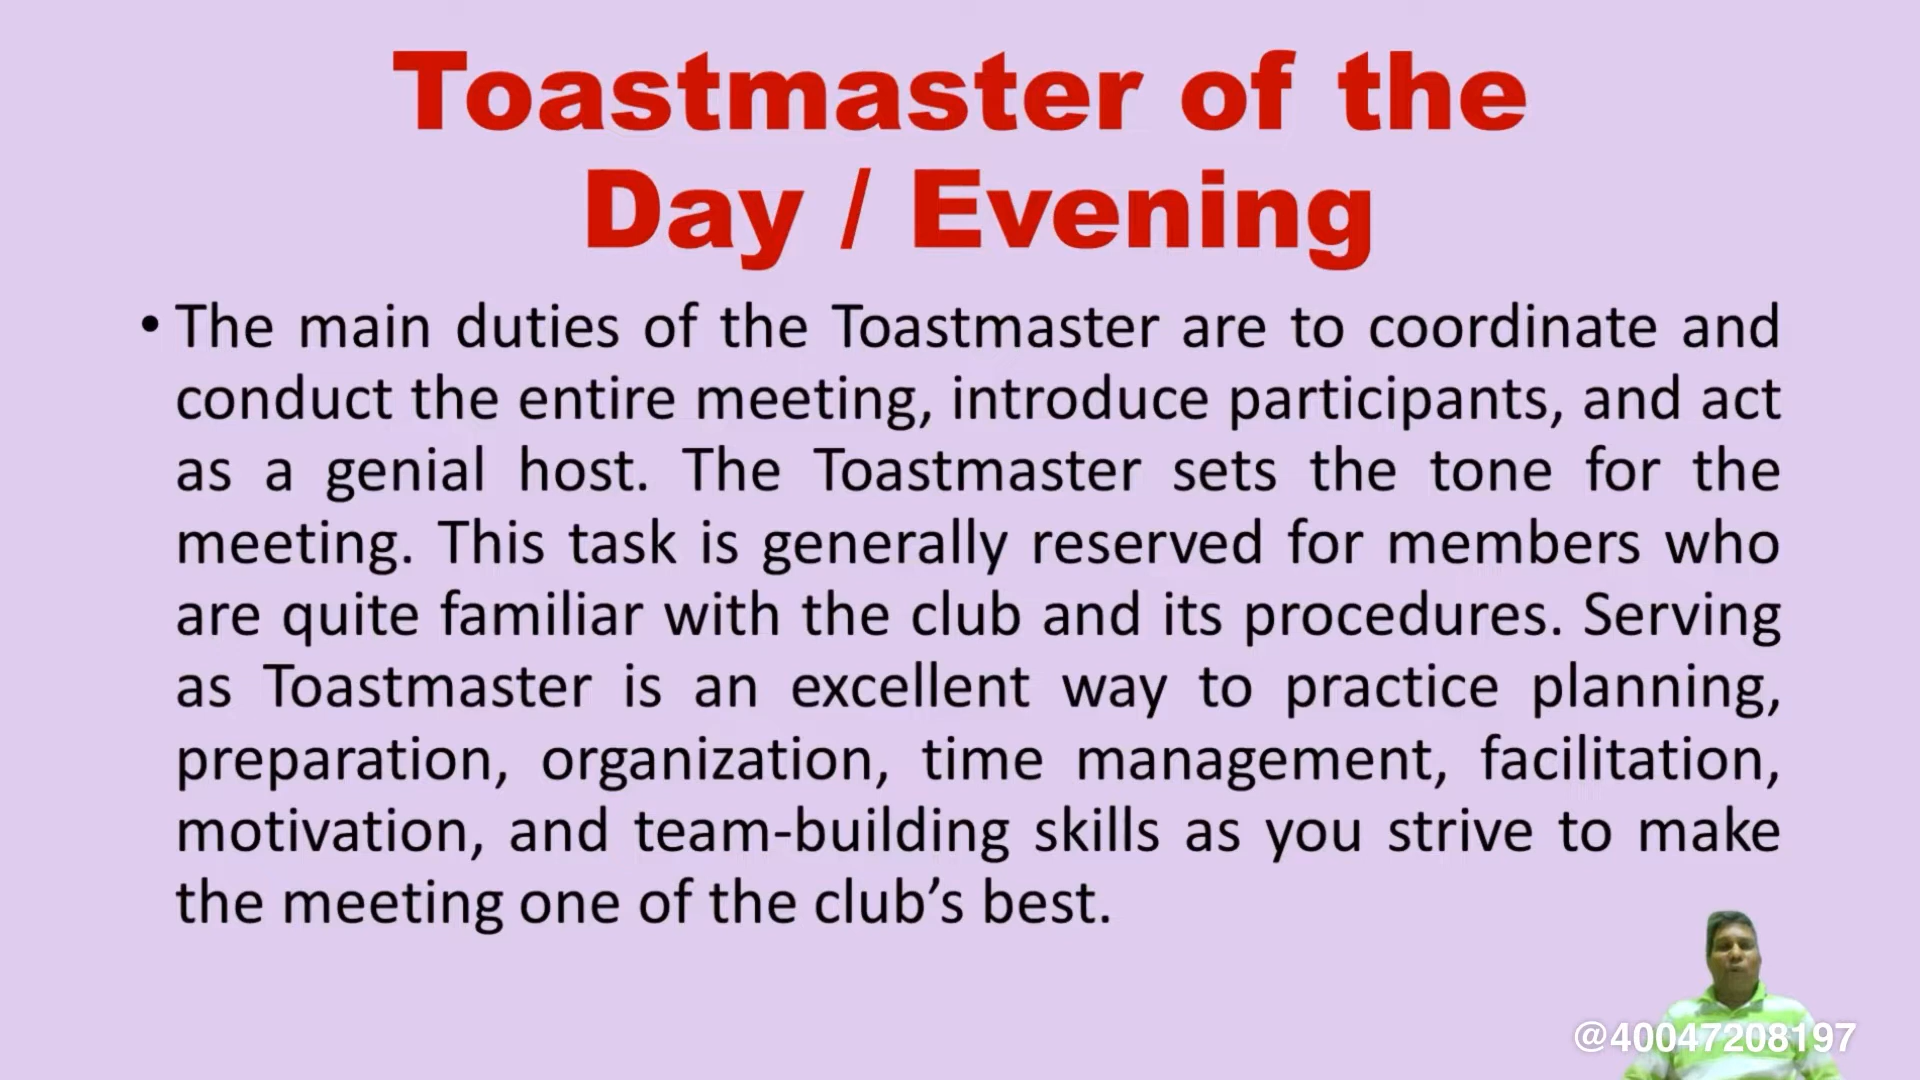 Toastmaster of the
Day / Evening
• The main duties of the Toastmaster are to coordinate and
conduct the entire meeting, introduce participants, and act
as a genial host. The Toastmaster sets the tone for the
meeting. This task is generally reserved for members who
are quite familiar with the club and its procedures. Serving
as Toastmaster is an excellent way to practice planning,
preparation, organization, time management, facilitation,
motivation, and team-building skills as you strive to make
the meeting one of the club’s best.
@40047208197